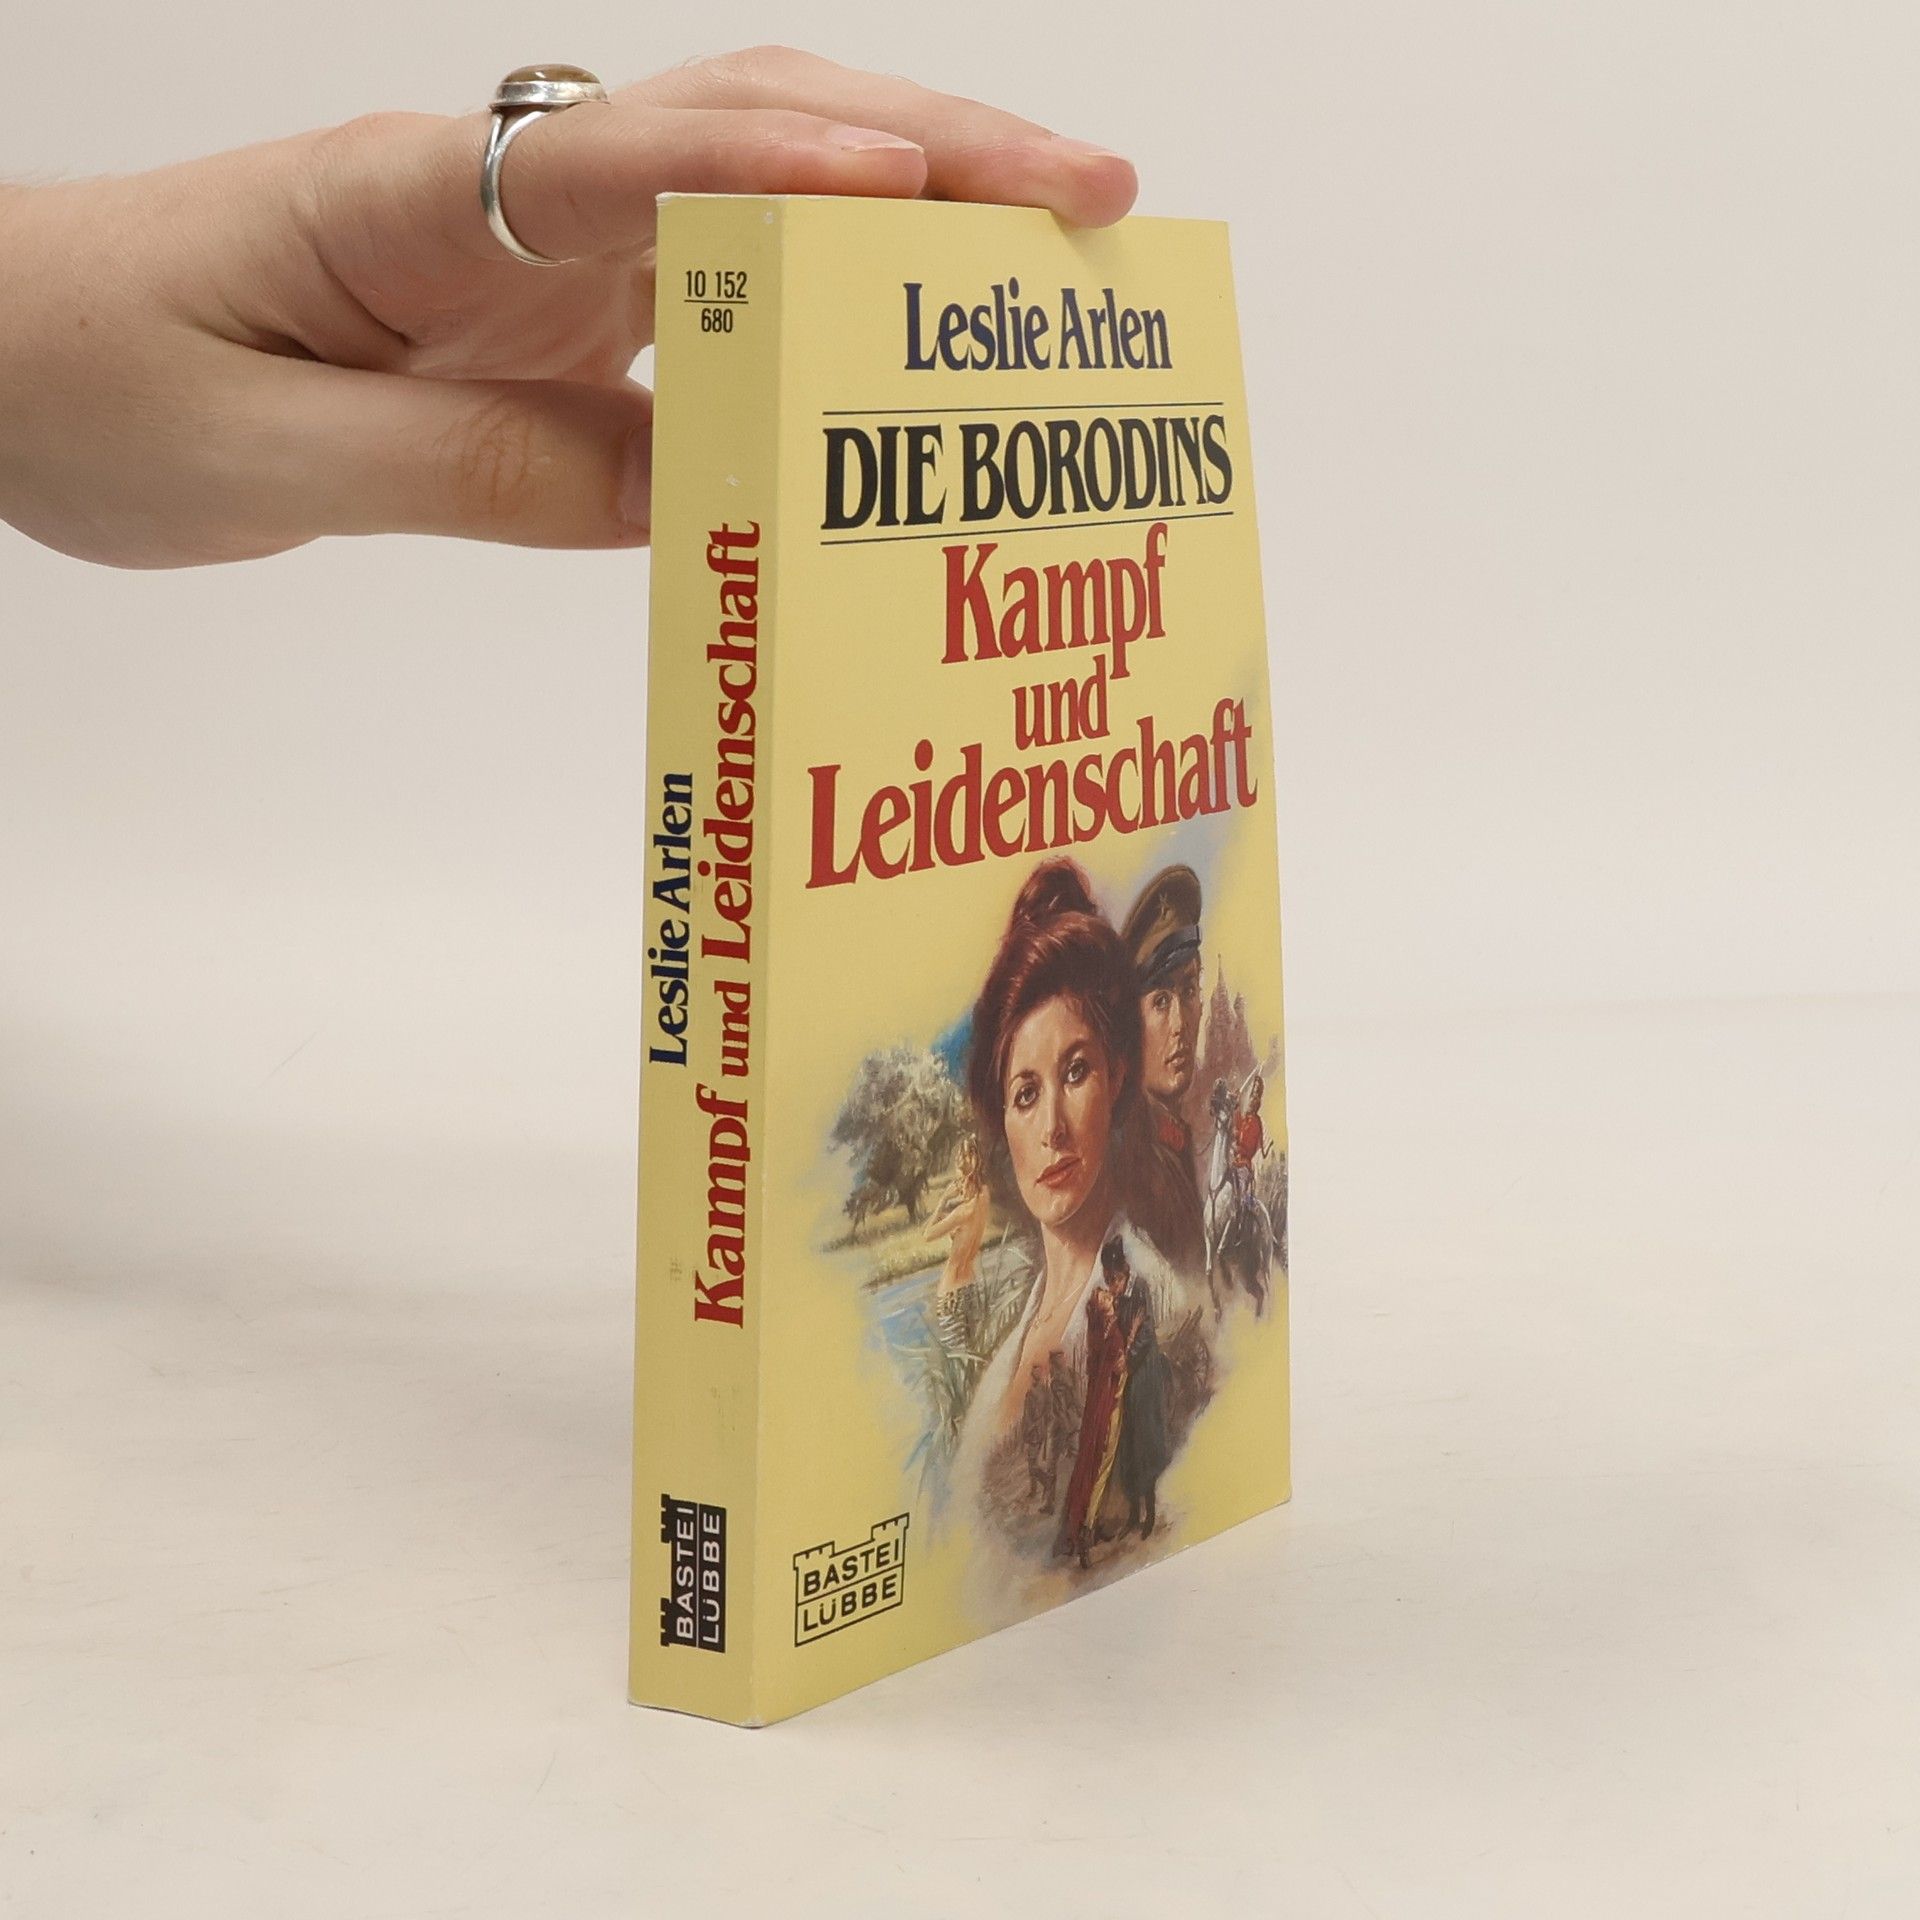 10 152
680
Leslie Arlen
Kampf und Leidenschaft
BASTEI
LÜBBE
Leslie Arlen
DIE BORODINS
Kampf
und
Leidenschaft
BASTEI
LÜBBE